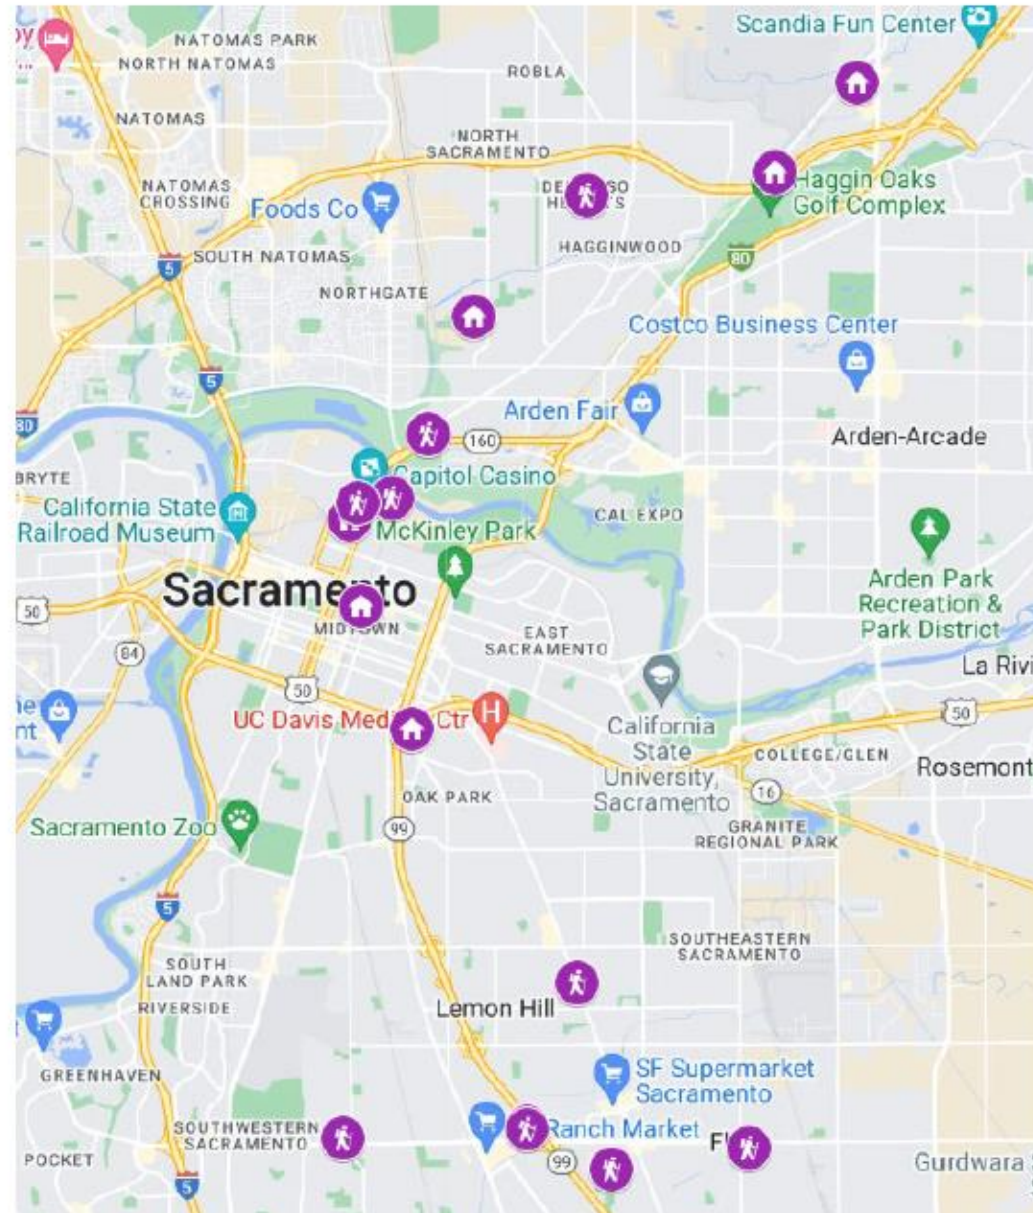 Scandia Fun Center
NATOMAS PARK
NORTH NATOMAS
ROBLA
NATOMAS
NORTH
SACRAMENTO
NATOMAS
CROSSING
Foods Co
Haggin Oaks
Golf Complex
HAGGINWOOD
80
SOUTH NATOMAS
5
NORTHGATE
Costco Business Center
5
80
Arden Fair
160
Arden-Arcade
BRYTE
Capitol Casino
California State
Railroad Museum
CAL EXPO
McKinley Park
Sacramento
MIDTOWN
Arden Park
Recreation &
Park District
50
EAST
SACRAMENTO
84
La Rivi
50
50
UC Davis Med Ctr
H
California
State
University,
Sacramento
COLLEGE/GLEN
Rosemont
16
OAK PARK
99
Sacramento Zoo
GRANITE
REGIONAL PARK
5
SOUTHEASTERN
SACRAMENTO
SOUTH
LAND PARK
RIVERSIDE
Lemon Hill
GREENHAVEN
SF Supermarket
Sacramento
SOUTHWESTERN
SACRAMENTO
Ranch Market
POCKET
99
Gurdwara
5